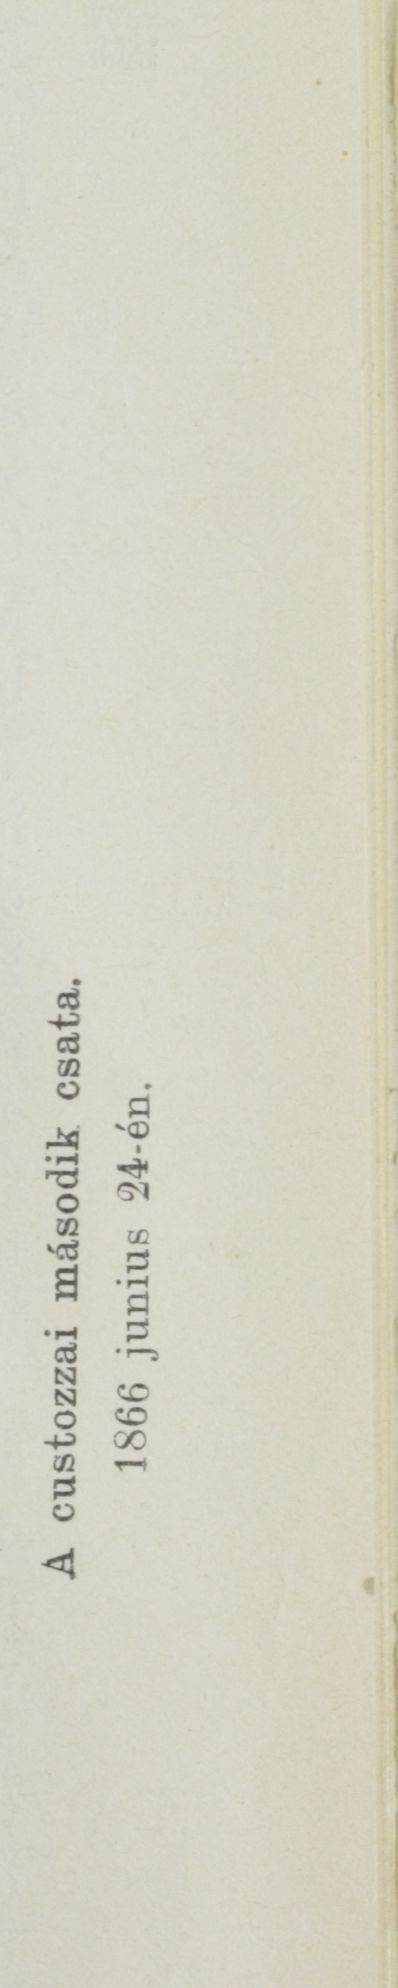 A custozzai második csata.
1866 junius 24-én.